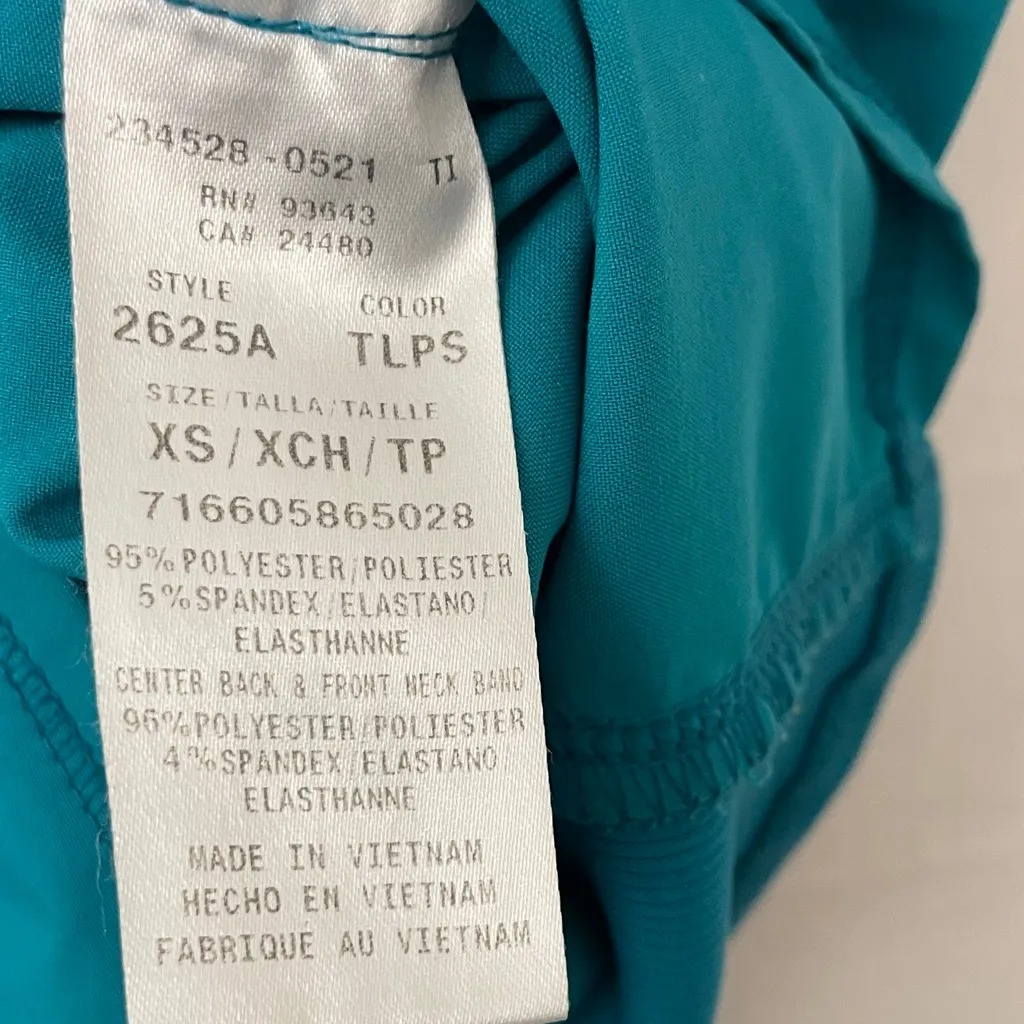 234528-0521 TI
RN# 93643
CA# 24480
STYLE COLOR
2625A TLPS
SIZE/TALLA/TAILLE
XS/XCH/TP
716605865028
95% POLYESTER/POLIESTER
5% SPANDEX/ELASTANO/
ELASTHANNE
CENTER BACK & FRONT NECK BAND
96% POLYESTER/POLIESTER
4% SPANDEX/ELASTANO
ELASTHANNE
MADE IN VIETNAM
HECHO EN VIETNAM
FABRIQUE AU VIETNAM